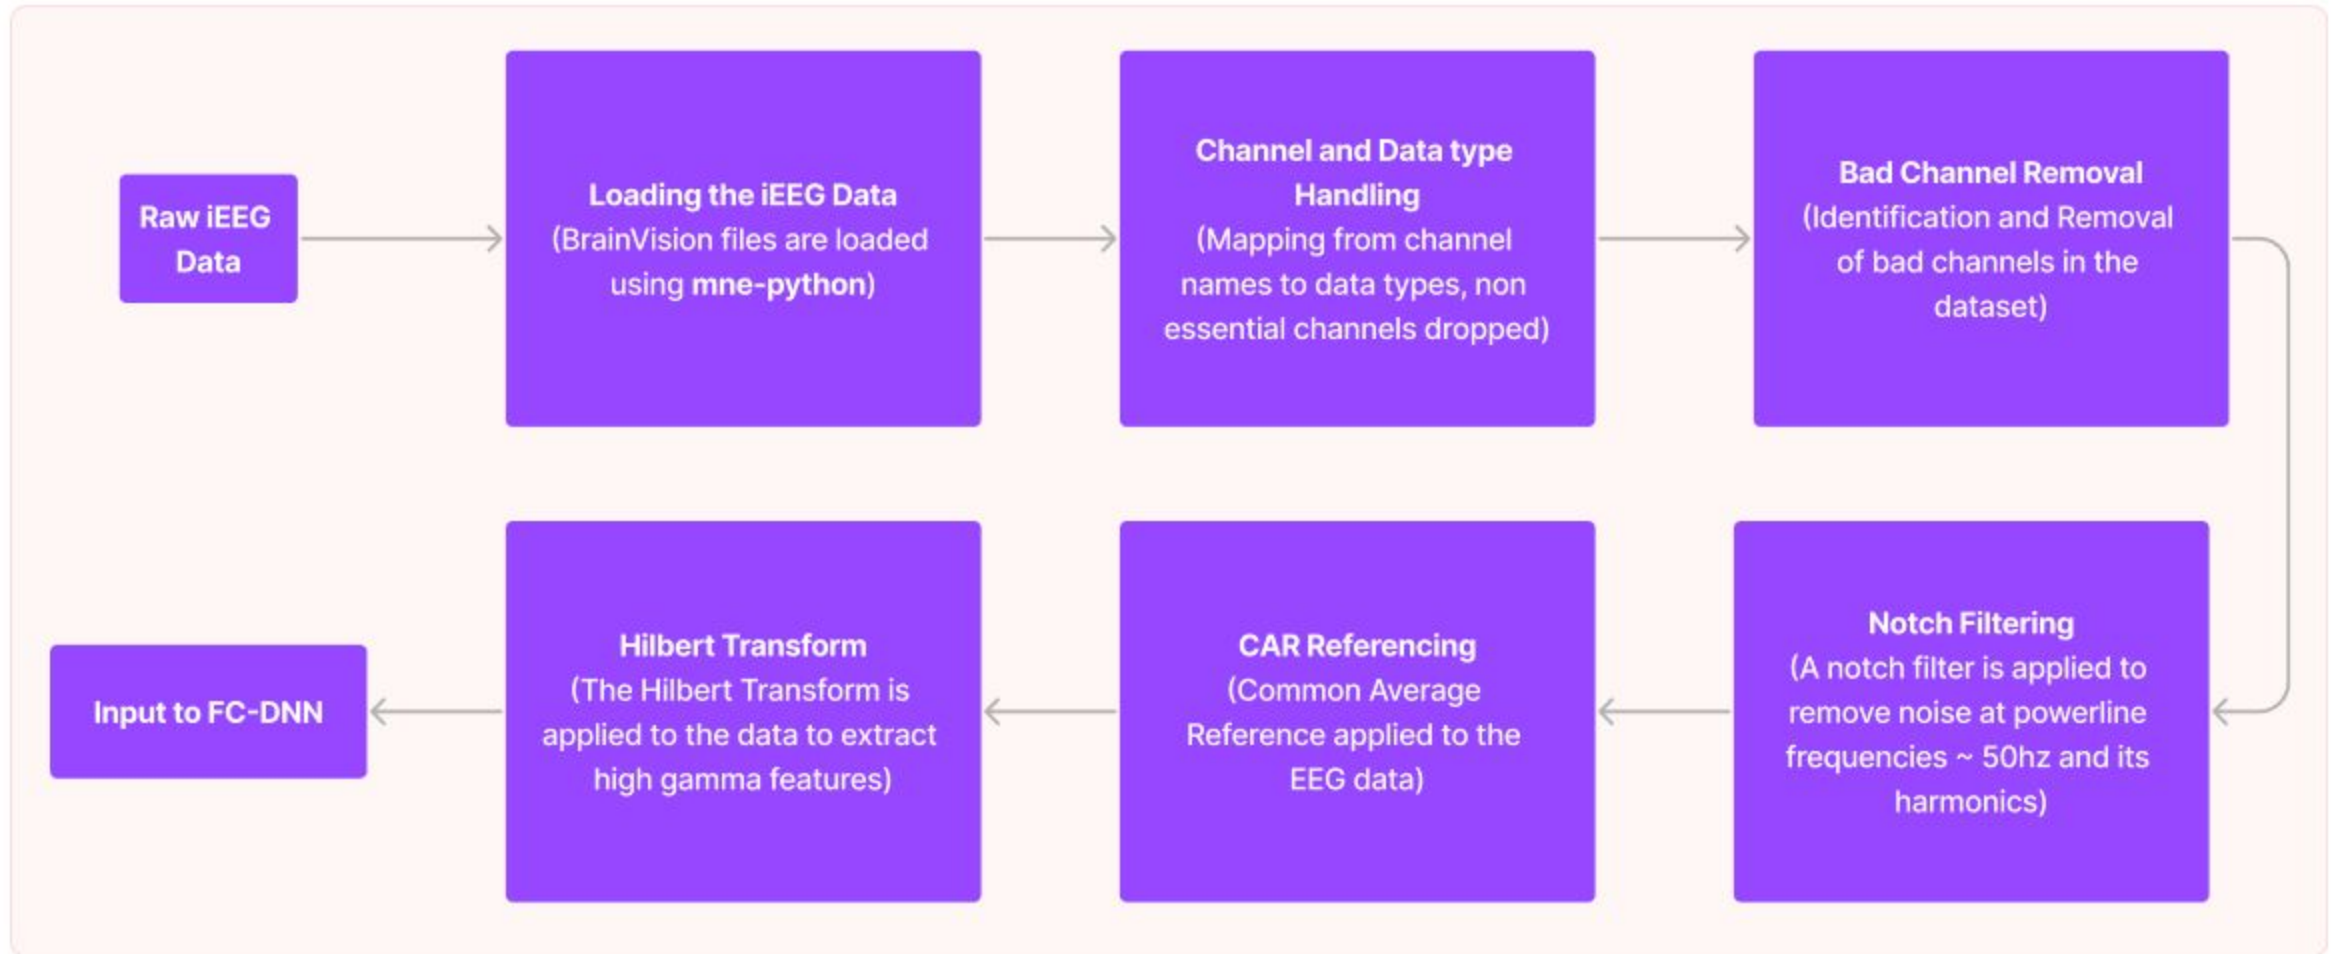 Raw iEEG
Data
Loading the iEEG Data
(BrainVision files are loaded
using mne-python)
Channel and Data type
Handling
(Mapping from channel
names to data types, non
essential channels dropped)
Bad Channel Removal
(Identification and Removal
of bad channels in the
dataset)
Notch Filtering
(A notch filter is applied to
remove noise at powerline
frequencies ~ 50hz and its
harmonics)
CAR Referencing
(Common Average
Reference applied to the
EEG data)
Hilbert Transform
(The Hilbert Transform is
applied to the data to extract
high gamma features)
Input to FC-DNN